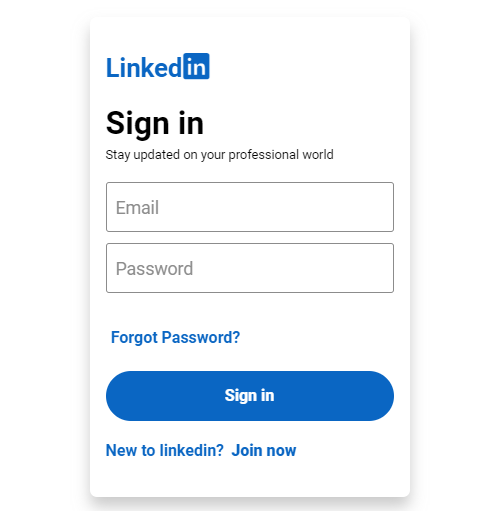 Linkedin
Sign in
Stay updated on your professional world
Email
Password
Forgot Password?
Sign in
New to linkedin? Join now